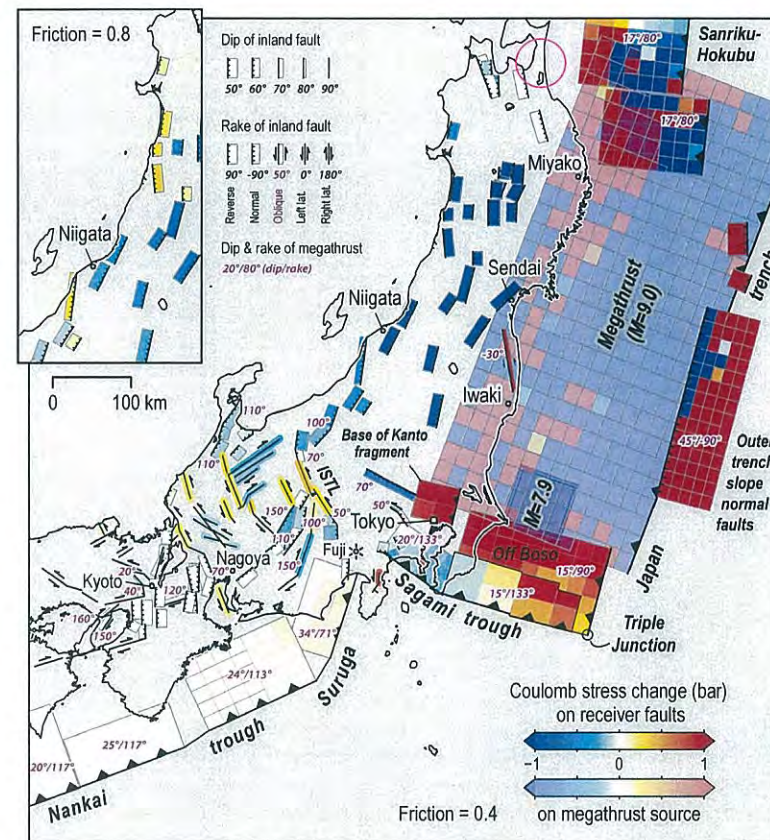 Friction = 0.8
Niigata
0 100 km
Dip of inland fault
50° 60° 70° 80° 90°
Rake of inland fault
90° -90° 50° 0° 180°
Reverse
Normal
Oblique
Left lat.
Right lat.
Dip & rake of megathrust
20°/80° (dip/rake)
Sanriku-
Hokubu
17°/80°
17°/80°
Miyako
Sendai
Niigata
-30°
Iwaki
Megathrust
(M=9.0)
trench
45°/-90°
Outer
trench
slope
normal
faults
Base of Kanto
fragment
M=7.9
Japan
110°
100°
70°
110°
ISTL
70°
50°
150°
50°
100°
110°
150°
Tokyo
20°/133°
Off Boso
15°/90°
15°/133°
Triple
Junction
Sagami trough
Fuji
Nagoya
70°
Kyoto
20°
40°
120°
160°
150°
34°/71°
Suruga
24°/113°
trough
25°/117°
20°/117°
Nankai
Coulomb stress change (bar)
on receiver faults
-1 0 1
on megathrust source
Friction = 0.4